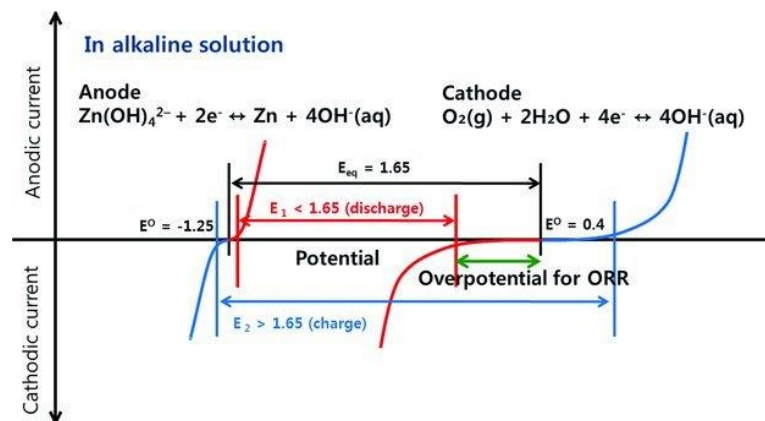 In alkaline solution
Anode
Zn(OH)₄²⁻ + 2e⁻ ↔ Zn + 4OH⁻(aq)
Cathode
O₂(g) + 2H₂O + 4e⁻ ↔ 4OH⁻(aq)
Anodic current
E_eq = 1.65
E₁ < 1.65 (discharge)
E⁰ = -1.25
E⁰ = 0.4
Potential
Overpotential for ORR
E₂ > 1.65 (charge)
Cathodic current